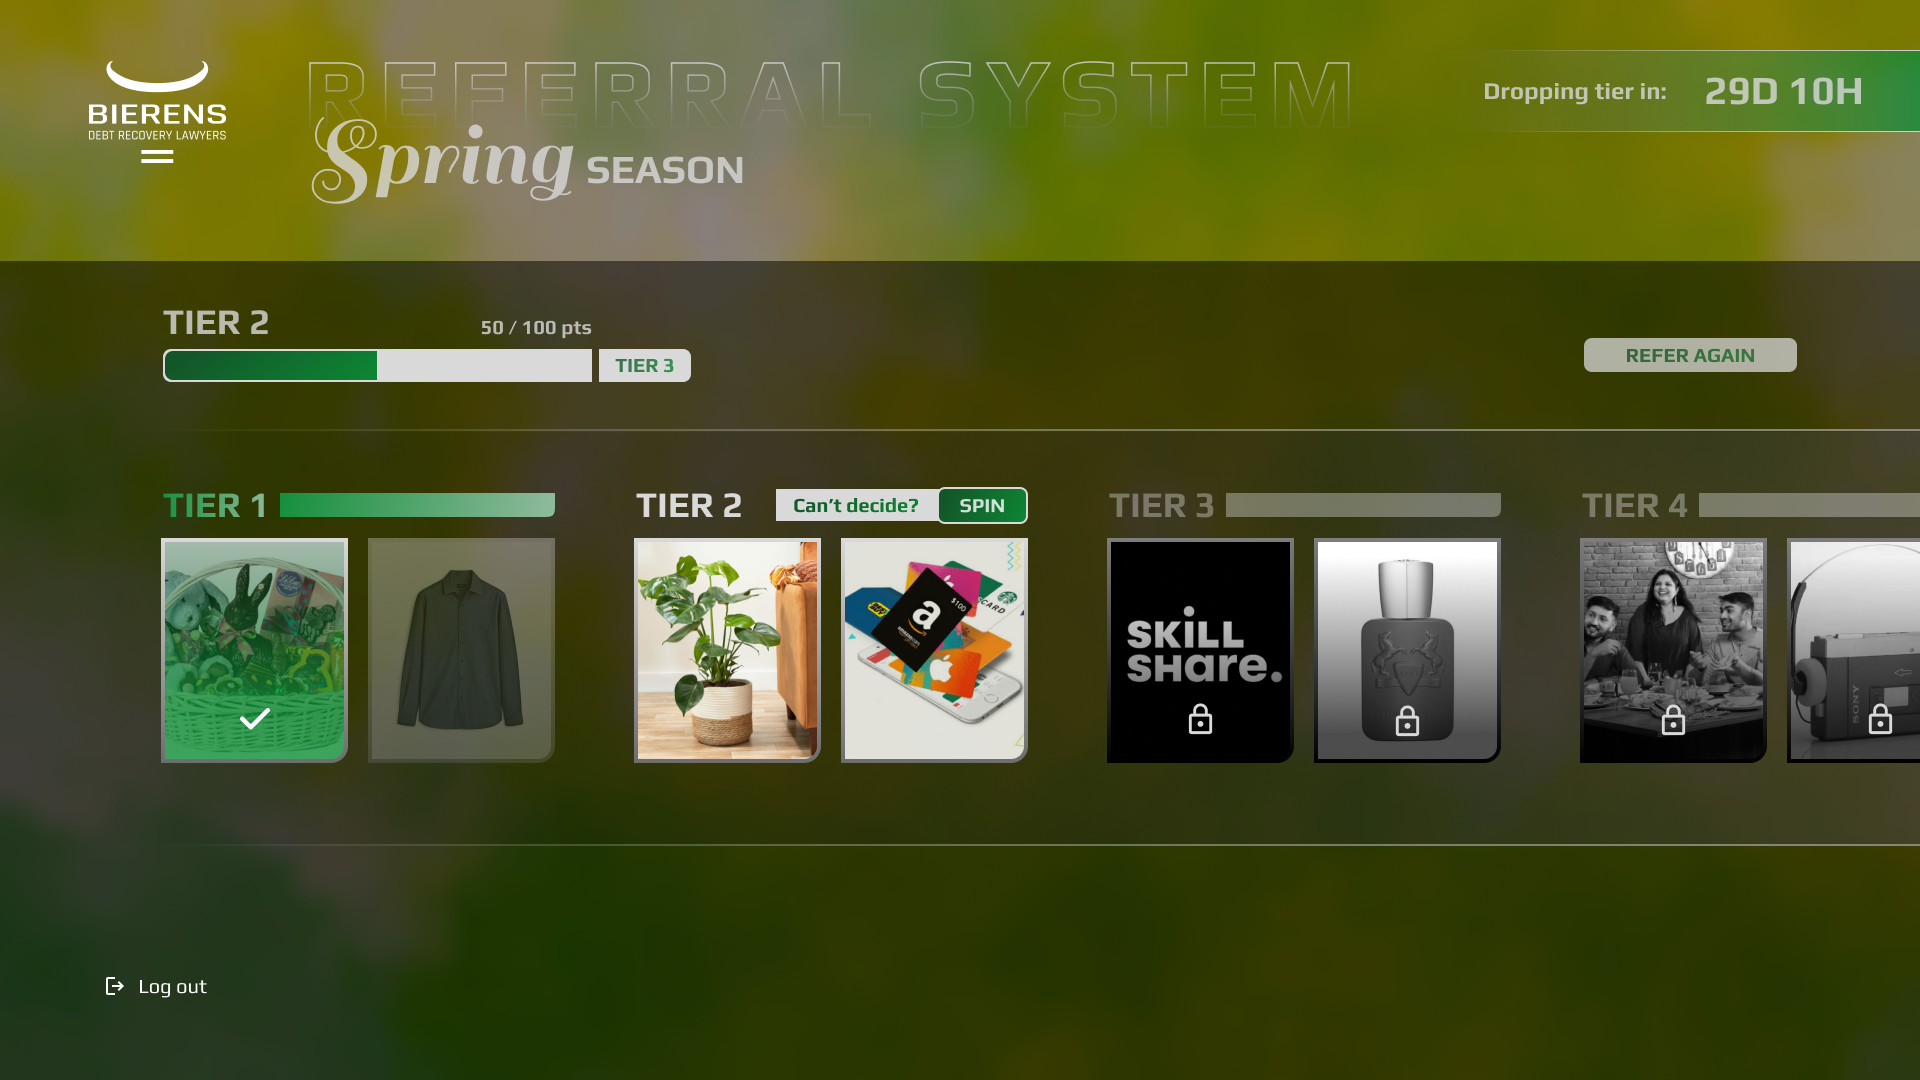 BIERENS
DEBT RECOVERY LAWYERS
REFERRAL SYSTEM
Spring SEASON
Dropping tier in: 29D 10H
TIER 2
50 / 100 pts
TIER 3
REFER AGAIN
TIER 1
TIER 2
Can't decide?
SPIN
TIER 3
TIER 4
a
$100
CARD
SKILL
SHare.
SONY
Log out